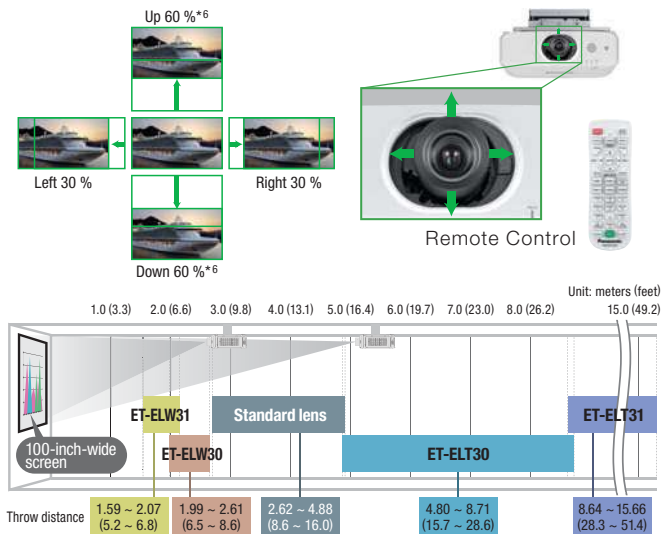 Up 60 %*6
Left 30 %
Right 30 %
Down 60 %*6
Remote Control
Unit: meters (feet)
1.0 (3.3) 2.0 (6.6) 3.0 (9.8) 4.0 (13.1) 5.0 (16.4) 6.0 (19.7) 7.0 (23.0) 8.0 (26.2) 15.0 (49.2)
ET-ELW31
Standard lens
ET-ELT31
100-inch-wide
screen
ET-ELW30
ET-ELT30
Throw distance
1.59 ~ 2.07
(5.2 ~ 6.8)
1.99 ~ 2.61
(6.5 ~ 8.6)
2.62 ~ 4.88
(8.6 ~ 16.0)
4.80 ~ 8.71
(15.7 ~ 28.6)
8.64 ~ 15.66
(28.3 ~ 51.4)